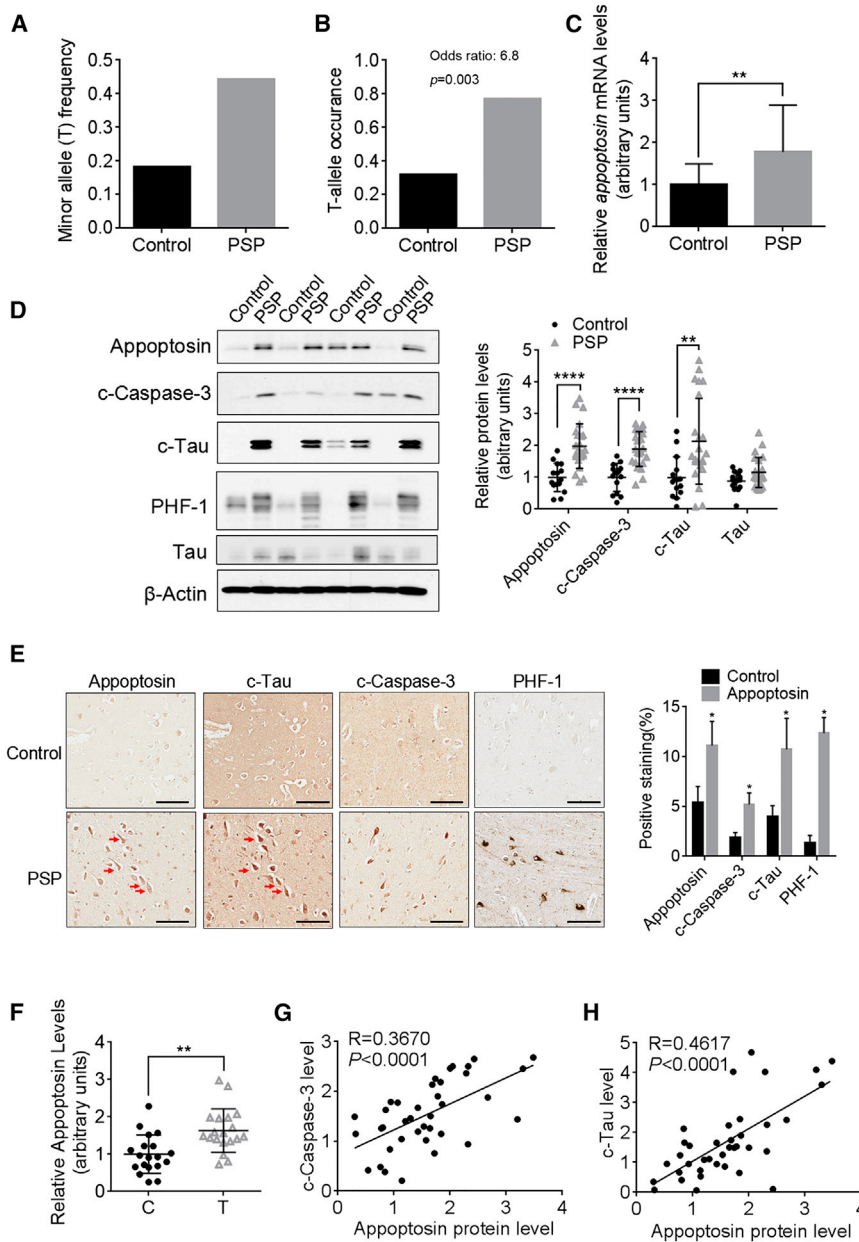 A
Minor allele (T) frequency
0.5
0.4
0.3
0.2
0.1
0.0
Control
PSP
B
T-allele occurance
1.0
0.8
0.6
0.4
0.2
0.0
Odds ratio: 6.8
p=0.003
Control
PSP
C
Relative appoptosin mRNA levels
(arbitrary units)
4
3
2
1
0
**
Control
PSP
D
Control
PSP
Control
PSP
Control
PSP
Control
PSP
Appoptosin
c-Caspase-3
c-Tau
PHF-1
Tau
β-Actin
Relative protein levels
(abitrary units)
5
4
3
2
1
0
Control
PSP
****
****
**
Appoptosin
c-Caspase-3
c-Tau
Tau
E
Appoptosin
c-Tau
c-Caspase-3
PHF-1
Control
PSP
Positive staining(%)
15
10
5
0
Control
Appoptosin
*
*
*
*
Appoptosin
c-Caspase-3
c-Tau
PHF-1
F
Relative Appoptosin Levels
(arbitrary units)
4
3
2
1
0
**
C
T
G
c-Caspase-3 level
4
3
2
1
0
R=0.3670
P<0.0001
0
1
2
3
4
Appoptosin protein level
H
c-Tau level
5
4
3
2
1
0
R=0.4617
P<0.0001
0
1
2
3
4
Appoptosin protein level